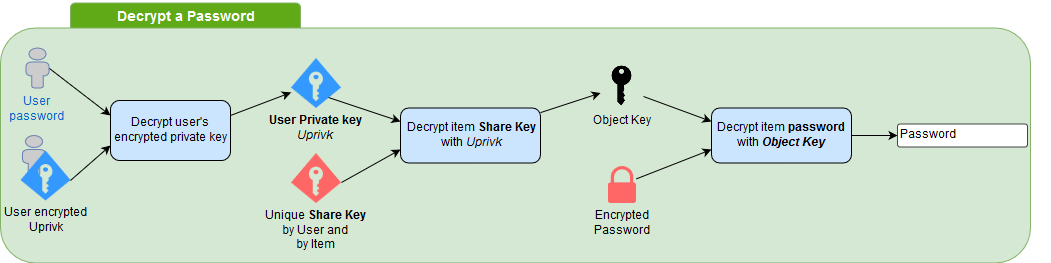 Decrypt a Password
User
password
User encrypted
Uprivk
Decrypt user's
encrypted private key
User Private key
Uprivk
Unique Share Key
by User and
by Item
Decrypt item Share Key
with Uprivk
Object Key
Encrypted
Password
Decrypt item password
with Object Key
Password